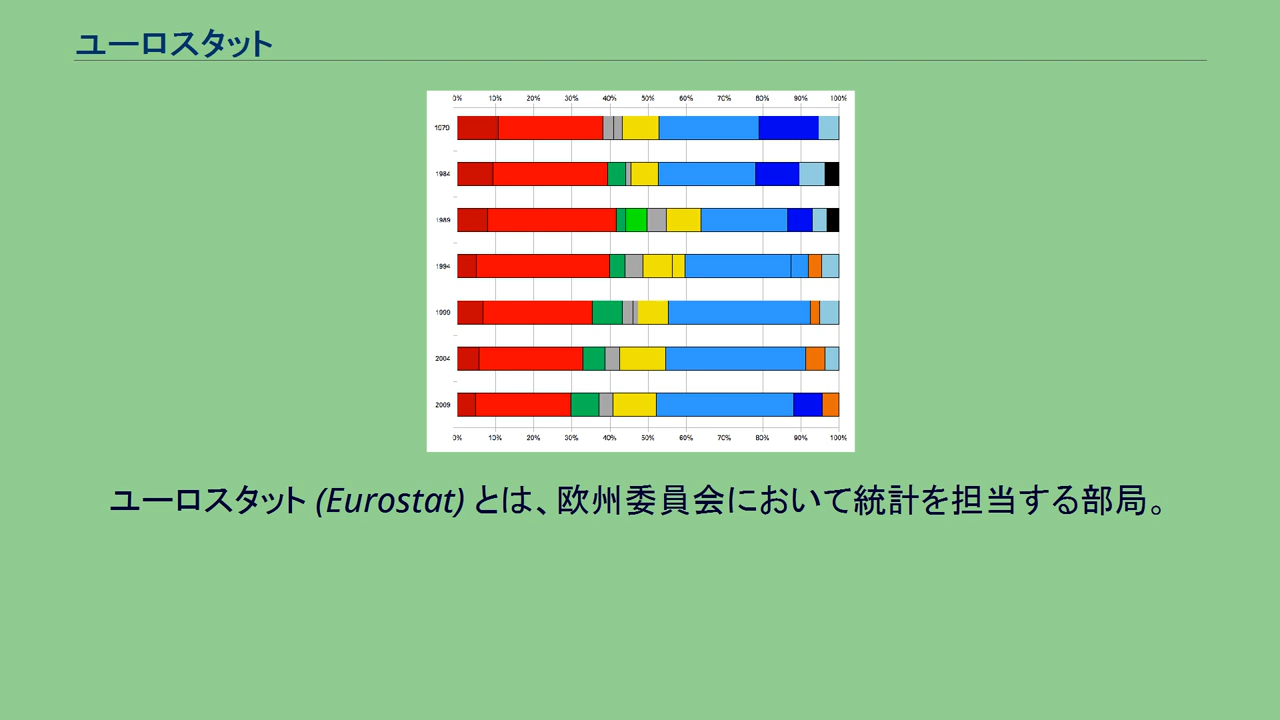 ユーロスタット
0% 10% 20% 30% 40% 50% 60% 70% 80% 90% 100%
1979
1984
1989
1994
1999
2004
2009
0% 10% 20% 30% 40% 50% 60% 70% 80% 90% 100%
ユーロスタット (Eurostat) とは、欧州委員会において統計を担当する部局。